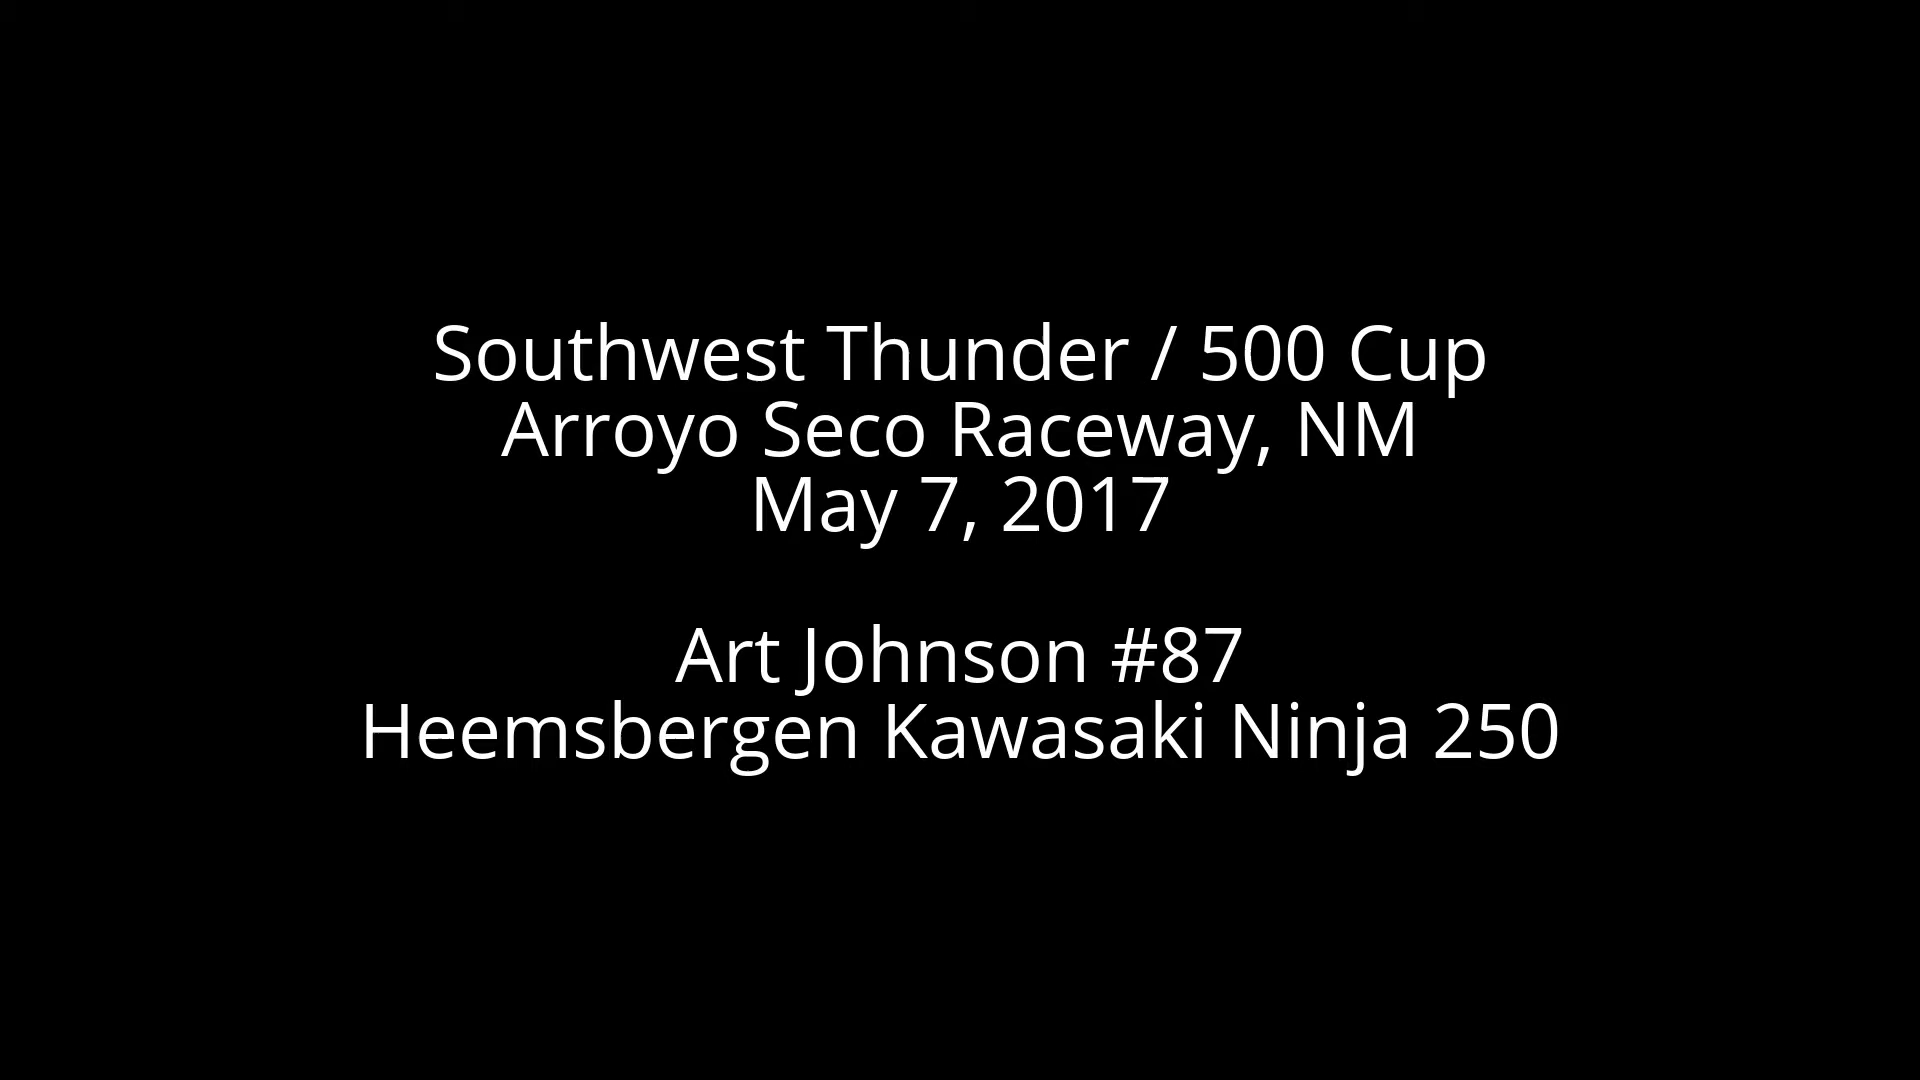 Southwest Thunder / 500 Cup
Arroyo Seco Raceway, NM
May 7, 2017
Art Johnson #87
Heemsbergen Kawasaki Ninja 250